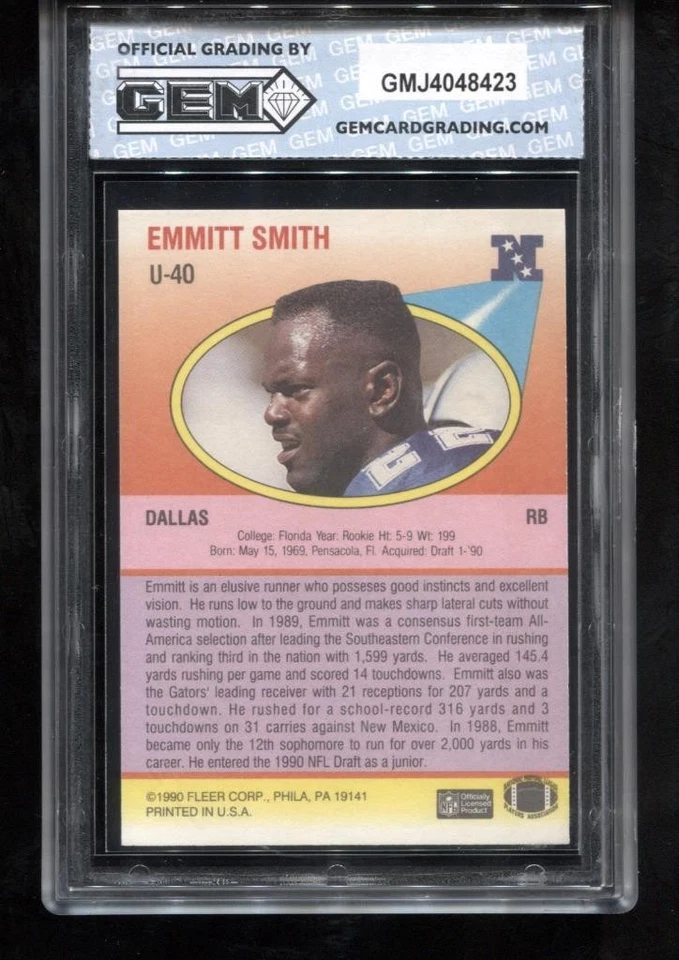 OFFICIAL GRADING BY
GEM
GMJ4048423
GEMCARDGRADING.COM
EMMITT SMITH
U-40
N
22
DALLAS
RB
College: Florida Year: Rookie Ht: 5-9 Wt: 199
Born: May 15, 1969, Pensacola, Fl. Acquired: Draft 1-'90
Emmitt is an elusive runner who posseses good instincts and excellent
vision. He runs low to the ground and makes sharp lateral cuts without
wasting motion. In 1989, Emmitt was a consensus first-team All-
America selection after leading the Southeastern Conference in rushing
and ranking third in the nation with 1,599 yards. He averaged 145.4
yards rushing per game and scored 14 touchdowns. Emmitt also was
the Gators' leading receiver with 21 receptions for 207 yards and a
touchdown. He rushed for a school-record 316 yards and 3
touchdowns on 31 carries against New Mexico. In 1988, Emmitt
became only the 12th sophomore to run for over 2,000 yards in his
career. He entered the 1990 NFL Draft as a junior.
©1990 FLEER CORP., PHILA, PA 19141
PRINTED IN U.S.A.
NFL
Officially
Licensed
Product
PLAYERS ASSOCIATION